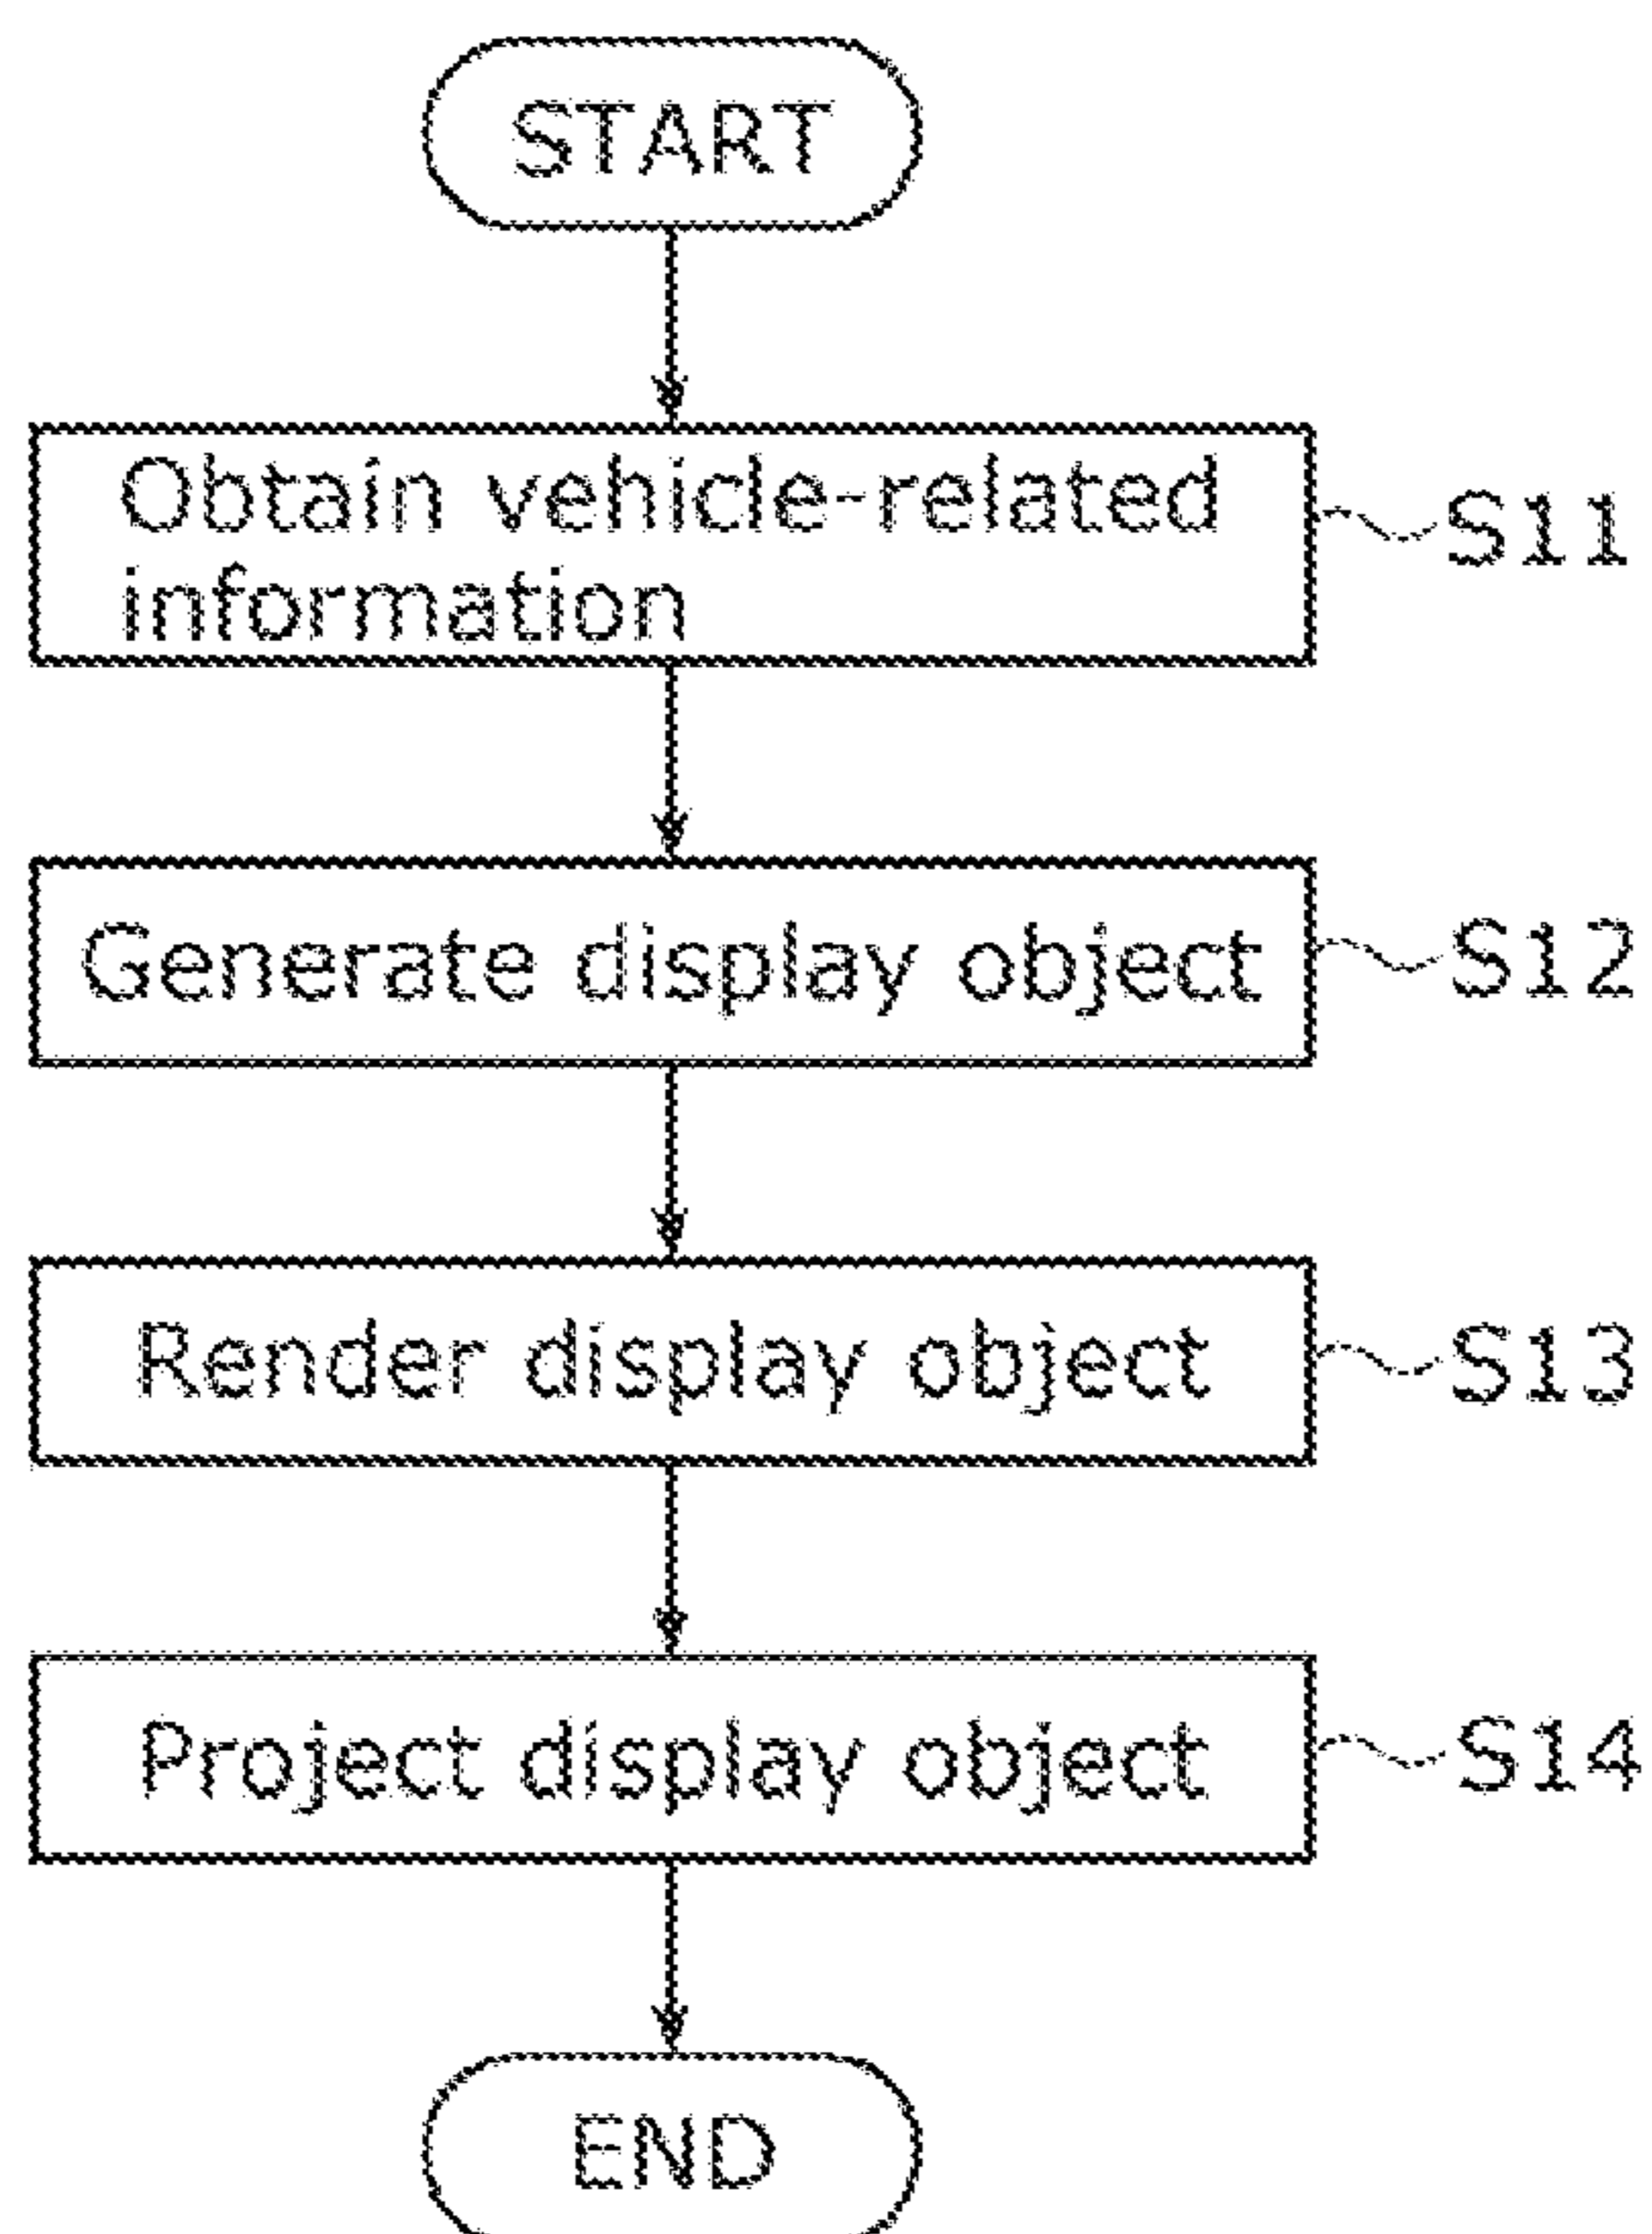 START
Obtain vehicle-related
information
S11
Generate display object
S12
Render display object
S13
Project display object
S14
END